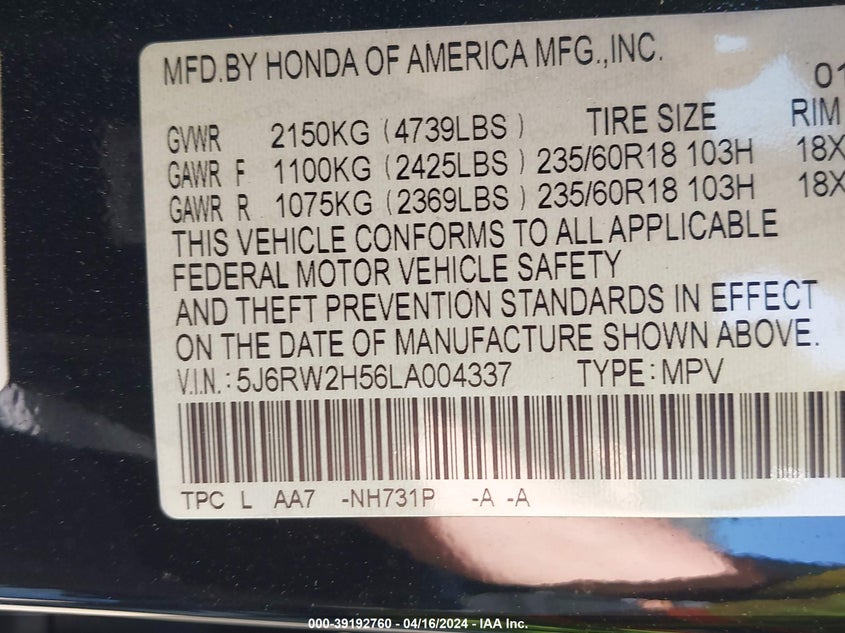 MFD.BY HONDA OF AMERICA MFG.,INC.
01
GVWR 2150KG (4739LBS) TIRE SIZE RIM
GAWR F 1100KG (2425LBS) 235/60R18 103H 18X
GAWR R 1075KG (2369LBS) 235/60R18 103H 18X
THIS VEHICLE CONFORMS TO ALL APPLICABLE
FEDERAL MOTOR VEHICLE SAFETY
AND THEFT PREVENTION STANDARDS IN EFFECT
ON THE DATE OF MANUFACTURE SHOWN ABOVE.
V.I.N.: 5J6RW2H56LA004337 TYPE: MPV
TPC L AA7 -NH731P -A -A
000-39192760 - 04/16/2024 - IAA Inc.